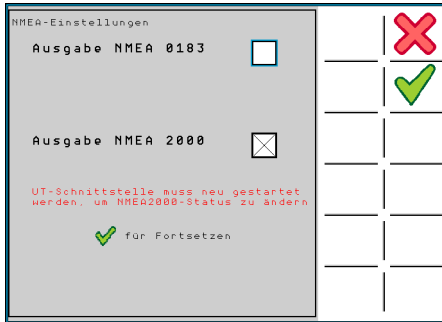 NMEA-Einstellungen
Ausgabe NMEA 0183
Ausgabe NMEA 2000
UT-Schnittstelle muss neu gestartet
werden, um NMEA2000-Status zu ändern
für Fortsetzen